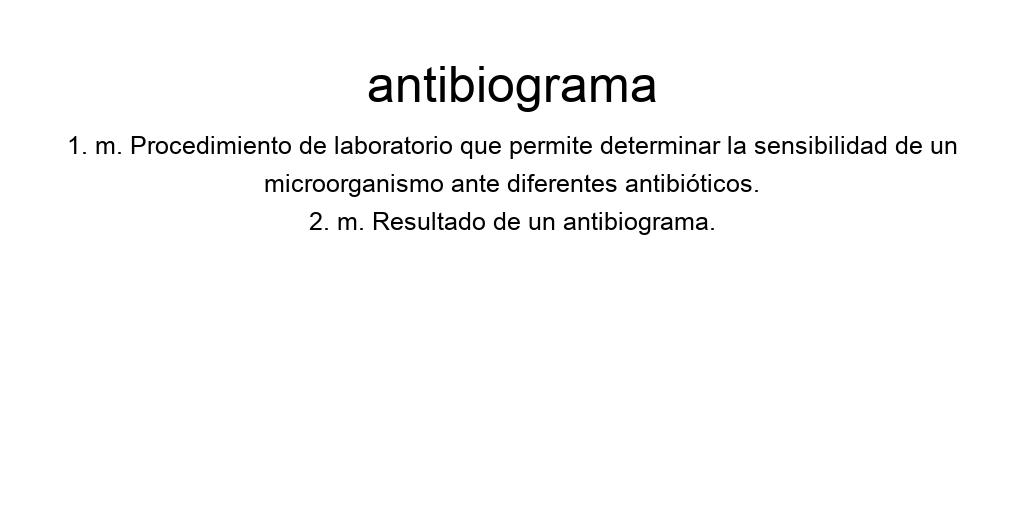 antibiograma
1. m. Procedimiento de laboratorio que permite determinar la sensibilidad de un
microorganismo ante diferentes antibióticos.
2. m. Resultado de un antibiograma.